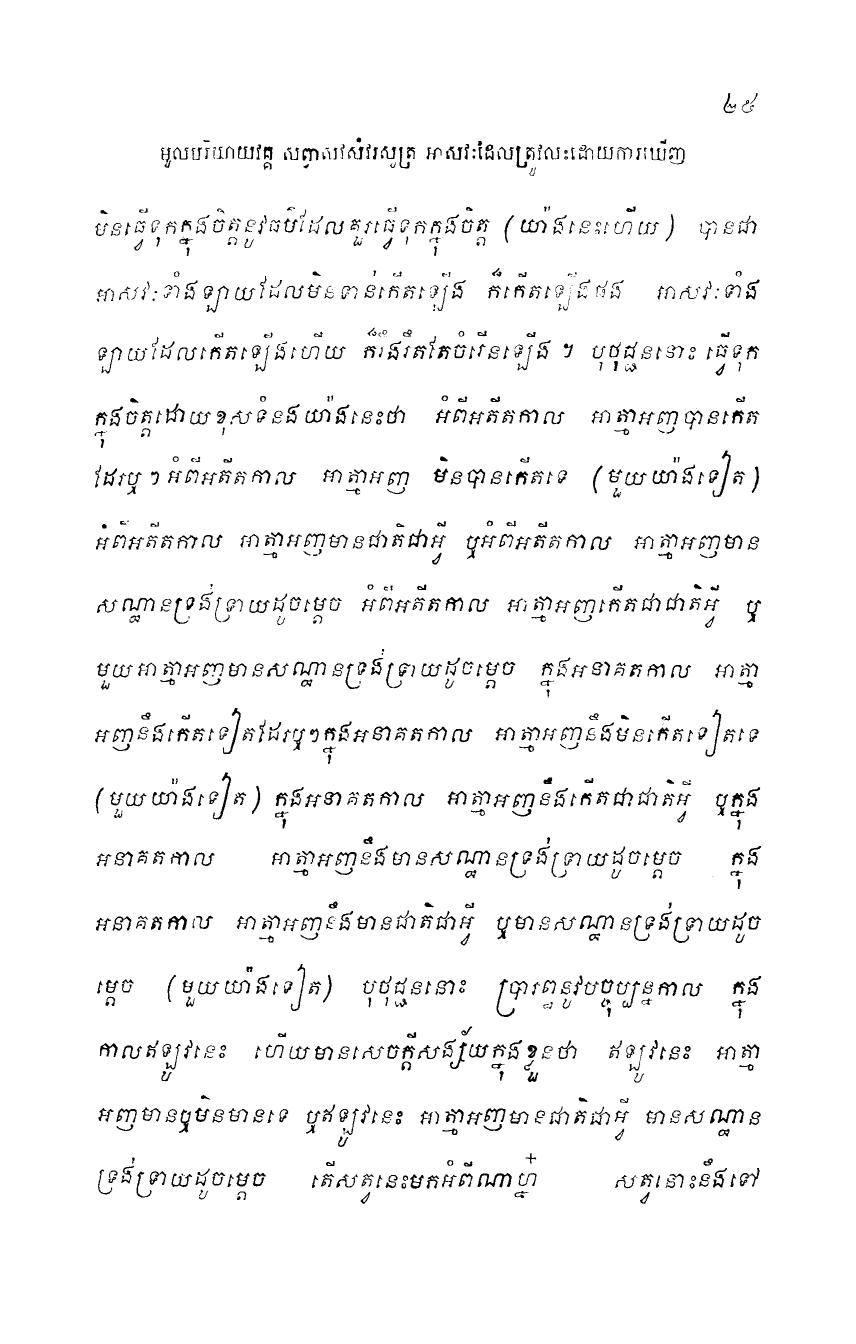 ២៥
មូលបរិយាយវគ្គ សព្វាសវសំវរសូត្រ អាសវៈដែលត្រូវលះដោយការឃើញ
មិនធ្វើទុកក្នុងចិត្តនូវធម៌ដែលគួរធ្វើទុកក្នុងចិត្ត (យ៉ាងនេះហើយ) បានជា
អាសវៈទាំងឡាយដែលមិនទាន់កើតឡើង ក៏កើតឡើងផង អាសវៈទាំង
ឡាយដែលកើតឡើងហើយ ក៏រឹងរឹតតែចំរើនឡើង ។ បុថុជ្ជននោះ ធ្វើទុក
ក្នុងចិត្តដោយខុសទំនងយ៉ាងនេះថា អំពីអតីតកាល អាត្មាអញបានកើត
ដែរឬ ៗ អំពីអតីតកាល អាត្មាអញ មិនបានកើតទេ (មួយយ៉ាងទៀត)
អំពីអតីតកាល អាត្មាអញមានជាតិជាអ្វី ឬអំពីអតីតកាល អាត្មាអញមាន
សណ្ឋានទ្រង់ទ្រាយដូចម្តេច អំពីអតីតកាល អាត្មាអញកើតជាជាតិអ្វី ឬ
មួយអាត្មាអញមានសណ្ឋានទ្រង់ទ្រាយដូចម្តេច ក្នុងអនាគតកាល អាត្មា
អញនឹងកើតទៀតដែរឬៗក្នុងអនាគតកាល អាត្មាអញនឹងមិនកើតទៀតទេ
(មួយយ៉ាងទៀត) ក្នុងអនាគតកាល អាត្មាអញនឹងកើតជាជាតិអ្វី ឬក្នុង
អនាគតកាល អាត្មាអញនឹងមានសណ្ឋានទ្រង់ទ្រាយដូចម្តេច ក្នុង
អនាគតកាល អាត្មាអញនឹងមានជាតិជាអ្វី ឬមានសណ្ឋានទ្រង់ទ្រាយដូច
ម្តេច (មួយយ៉ាងទៀត) បុថុជ្ជននោះ ប្រារព្ធនូវបច្ចុប្បន្នកាល ក្នុង
កាលឥឡូវនេះ ហើយមានសេចក្តីសង្ស័យក្នុងខ្លួនថា ឥឡូវនេះ អាត្មា
អញមានឬមិនមានទេ ឬឥឡូវនេះ អាត្មាអញមានជាតិជាអ្វី មានសណ្ឋាន
ទ្រង់ទ្រាយដូចម្តេច តើសត្វនេះមកអំពីណាហ្ន៎ សត្វនោះនឹងទៅ